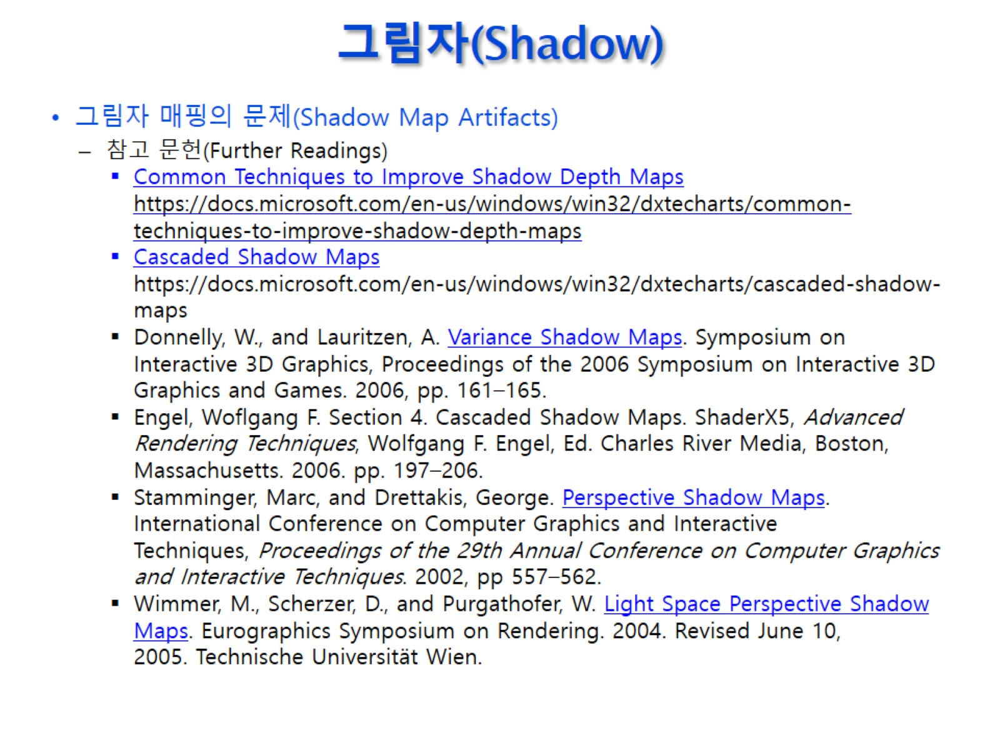 그림자(Shadow)
• 그림자 매핑의 문제(Shadow Map Artifacts)
– 참고 문헌(Further Readings)
▪ Common Techniques to Improve Shadow Depth Maps
https://docs.microsoft.com/en-us/windows/win32/dxtecharts/common-
techniques-to-improve-shadow-depth-maps
▪ Cascaded Shadow Maps
https://docs.microsoft.com/en-us/windows/win32/dxtecharts/cascaded-shadow-
maps
▪ Donnelly, W., and Lauritzen, A. Variance Shadow Maps. Symposium on
Interactive 3D Graphics, Proceedings of the 2006 Symposium on Interactive 3D
Graphics and Games. 2006, pp. 161–165.
▪ Engel, Woflgang F. Section 4. Cascaded Shadow Maps. ShaderX5, Advanced
Rendering Techniques, Wolfgang F. Engel, Ed. Charles River Media, Boston,
Massachusetts. 2006. pp. 197–206.
▪ Stamminger, Marc, and Drettakis, George. Perspective Shadow Maps.
International Conference on Computer Graphics and Interactive
Techniques, Proceedings of the 29th Annual Conference on Computer Graphics
and Interactive Techniques. 2002, pp 557–562.
▪ Wimmer, M., Scherzer, D., and Purgathofer, W. Light Space Perspective Shadow
Maps. Eurographics Symposium on Rendering. 2004. Revised June 10,
2005. Technische Universität Wien.